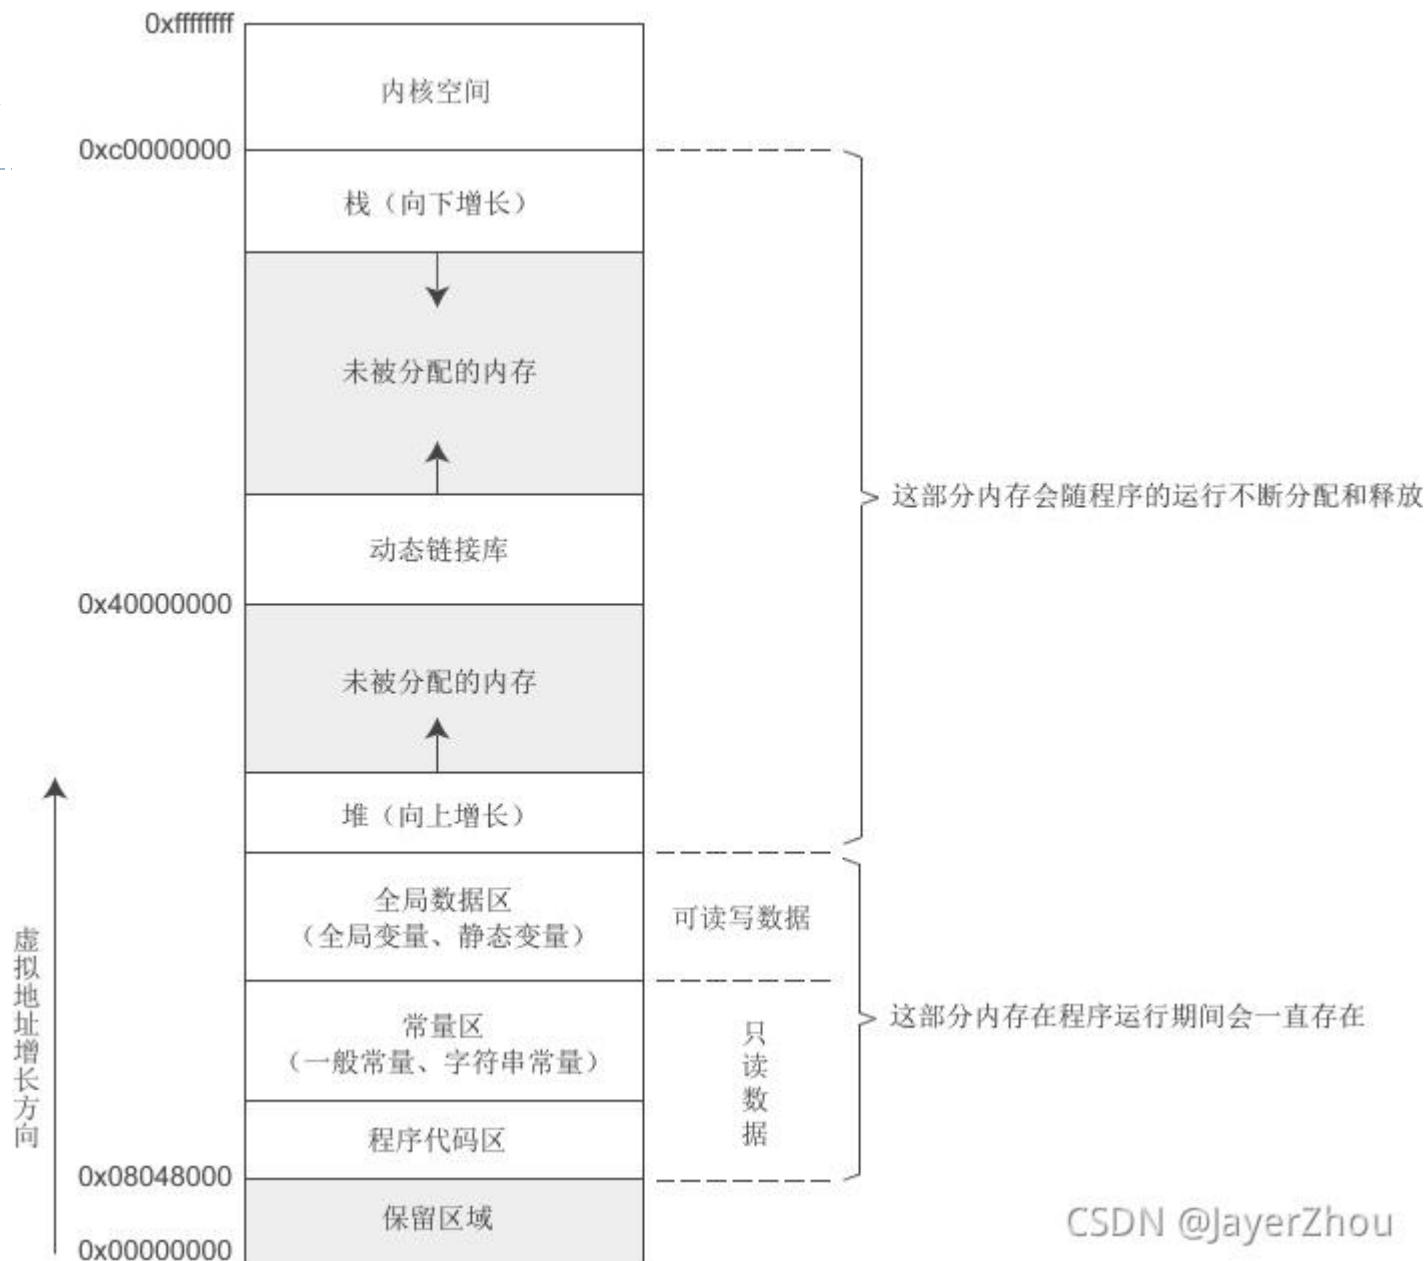 0xffffffff
内核空间
0xc0000000
栈（向下增长）
未被分配的内存
这部分内存会随程序的运行不断分配和释放
动态链接库
0x40000000
未被分配的内存
堆（向上增长）
全局数据区
（全局变量、静态变量）
可读写数据
虚拟地址增长方向
常量区
（一般常量、字符串常量）
只读数据
这部分内存在程序运行期间会一直存在
程序代码区
0x08048000
保留区域
0x00000000
CSDN @JayerZhou